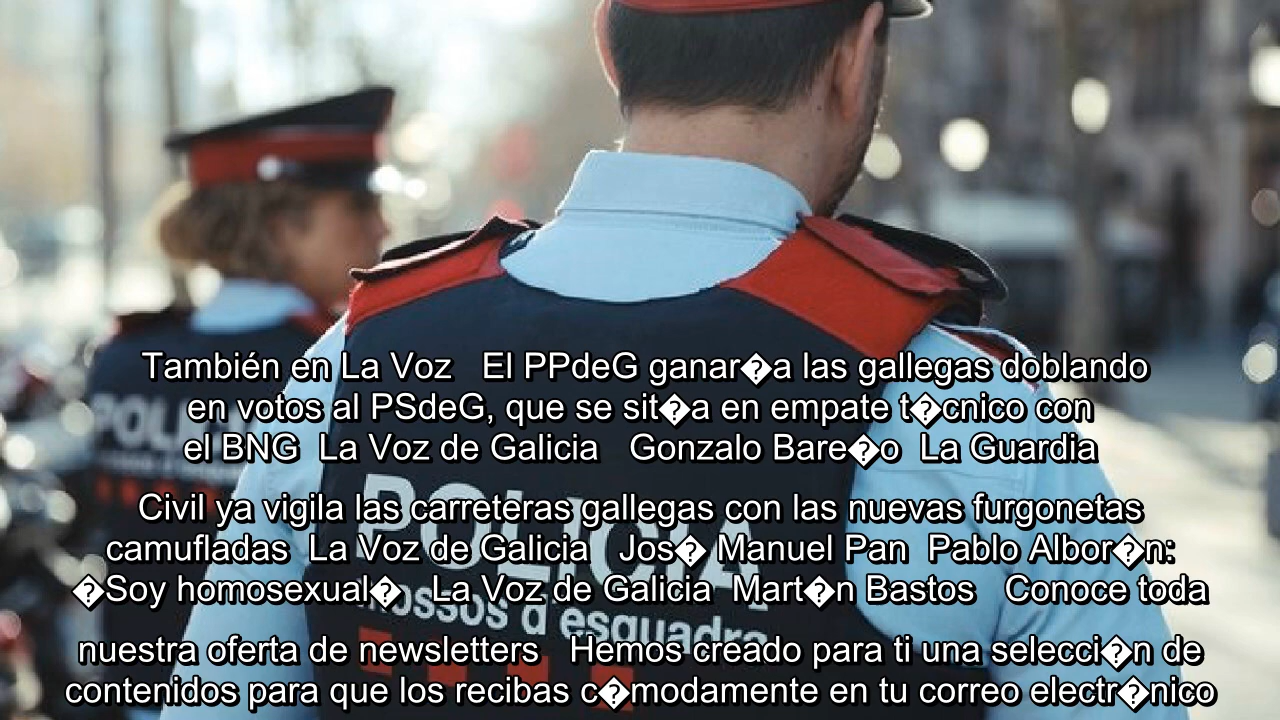 También en La Voz El PPdeG ganar�a las gallegas doblando
en votos al PSdeG, que se sit�a en empate t�cnico con
el BNG La Voz de Galicia Gonzalo Bare�o La Guardia
Civil ya vigila las carreteras gallegas con las nuevas furgonetas
camufladas La Voz de Galicia Jos� Manuel Pan Pablo Albor�n:
�Soy homosexual� La Voz de Galicia Mart�n Bastos Conoce toda
nuestra oferta de newsletters Hemos creado para ti una selecci�n de
contenidos para que los recibas c�modamente en tu correo electr�nico
POLICIA
mossos d'esquadra